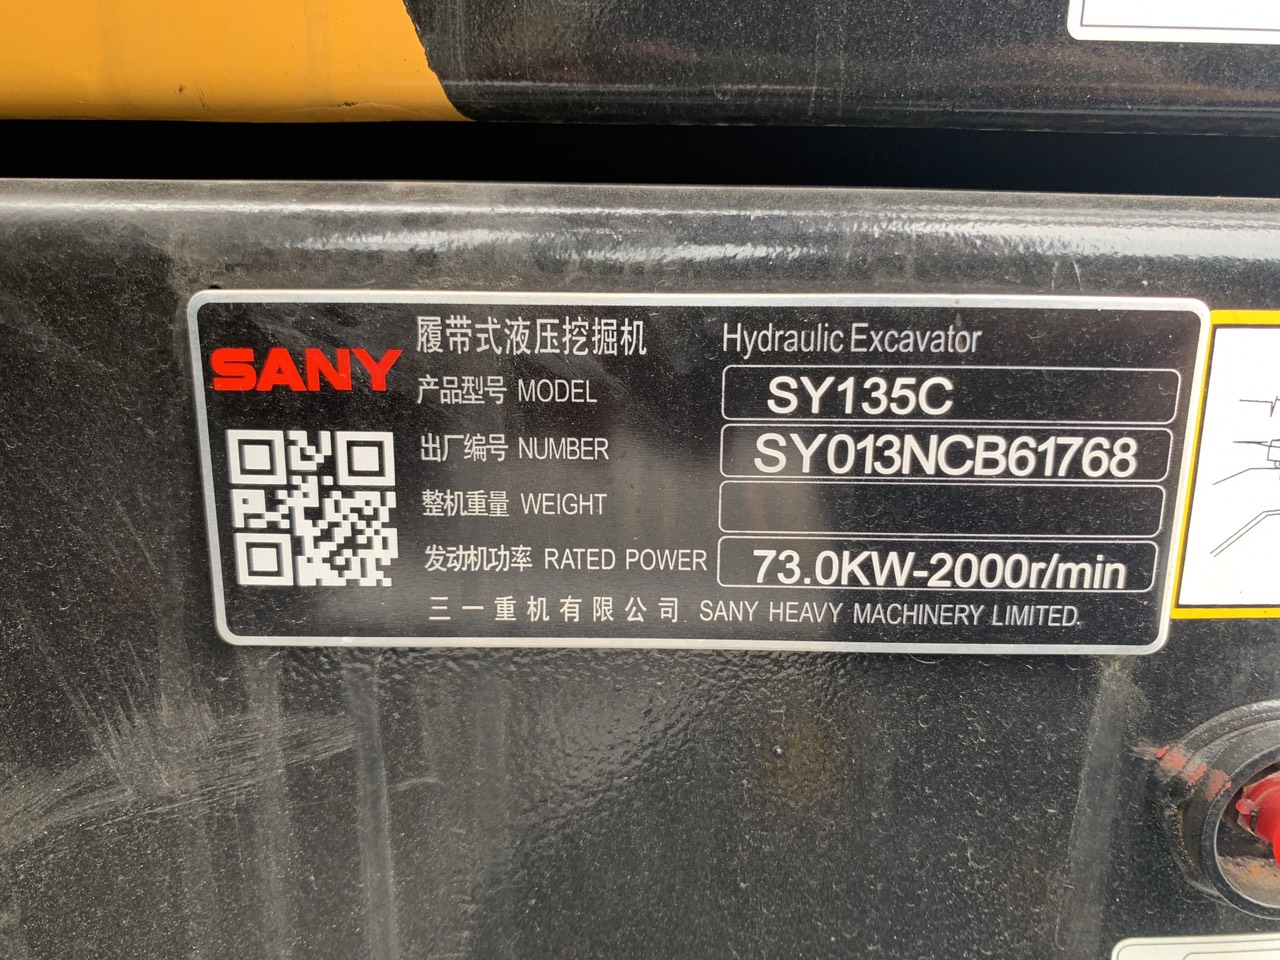 SANY
履带式液压挖掘机 Hydraulic Excavator
产品型号 MODEL SY135C
出厂编号 NUMBER SY013NCB61768
整机重量 WEIGHT
发动机功率 RATED POWER 73.0KW-2000r/min
三一重机有限公司 SANY HEAVY MACHINERY LIMITED.